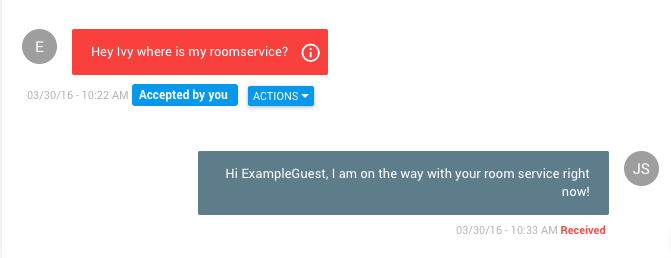 E
Hey Ivy where is my roomservice?
03/30/16 - 10:22 AM Accepted by you ACTIONS
Hi ExampleGuest, I am on the way with your room service right
now!
JS
03/30/16 - 10:33 AM Received